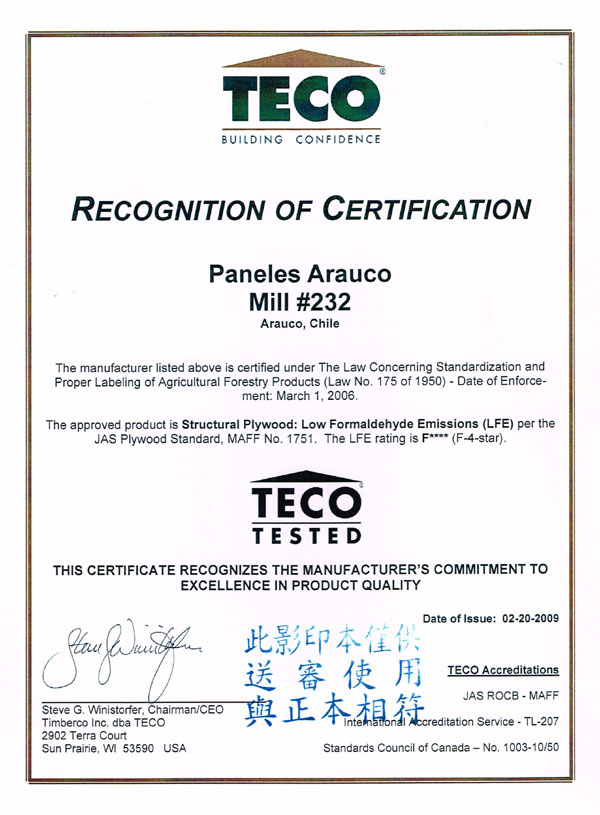 TECO®
BUILDING CONFIDENCE
RECOGNITION OF CERTIFICATION
Paneles Arauco
Mill #232
Arauco, Chile
The manufacturer listed above is certified under The Law Concerning Standardization and
Proper Labeling of Agricultural Forestry Products (Law No. 175 of 1950) - Date of Enforce-
ment: March 1, 2006.
The approved product is Structural Plywood: Low Formaldehyde Emissions (LFE) per the
JAS Plywood Standard, MAFF No. 1751. The LFE rating is F**** (F-4-star).
TECO®
TESTED
THIS CERTIFICATE RECOGNIZES THE MANUFACTURER'S COMMITMENT TO
EXCELLENCE IN PRODUCT QUALITY
Date of Issue: 02-20-2009
此影印本僅供
送審使用
與正本相符
Steve G. Winistorfer, Chairman/CEO
Timberco Inc. dba TECO
2902 Terra Court
Sun Prairie, WI 53590 USA
TECO Accreditations
JAS ROCB - MAFF
International Accreditation Service - TL-207
Standards Council of Canada – No. 1003-10/50